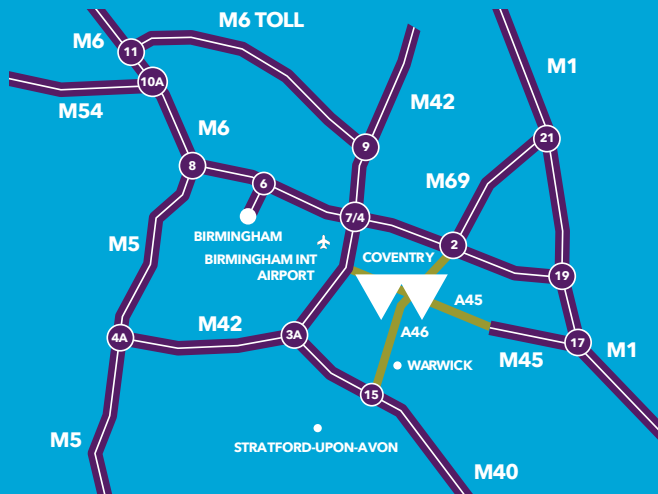 M6 TOLL
M6
11
10A
M54
M42
M1
M6
9
21
8
6
M69
7/4
2
BIRMINGHAM
M5
BIRMINGHAM INT
AIRPORT
COVENTRY
19
A45
M42
3A
A46
4A
M45
17
M1
WARWICK
15
M5
STRATFORD-UPON-AVON
M40